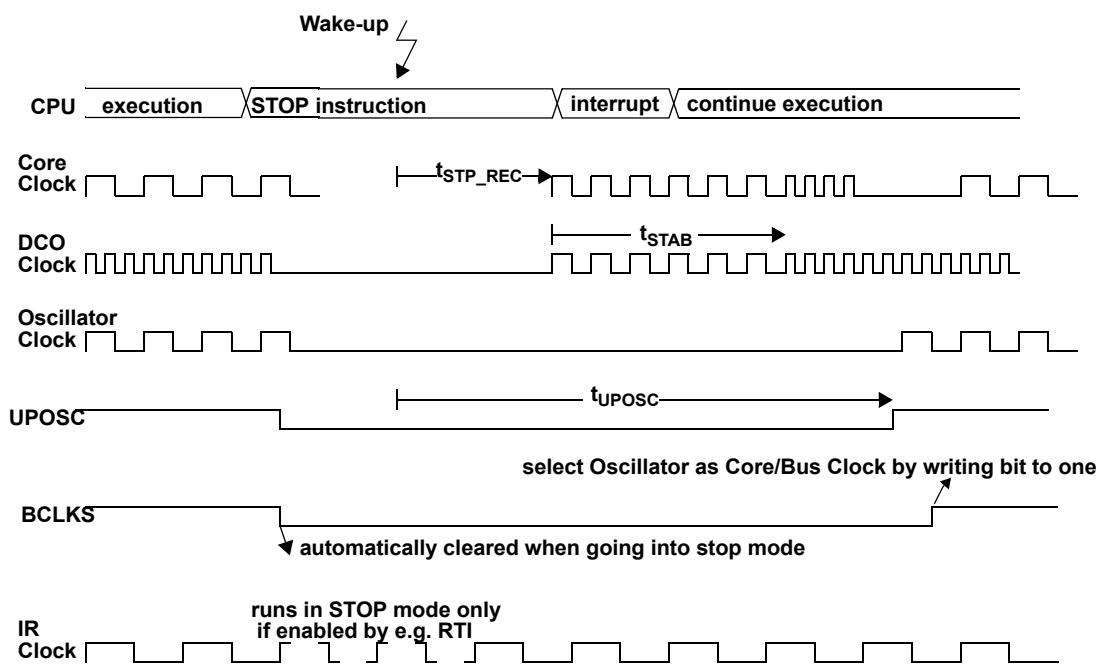 Wake-up
CPU execution STOP instruction interrupt continue execution
Core
Clock
tSTP_REC
DCO
Clock
tSTAB
Oscillator
Clock
tUPOSC
UPOSC
select Oscillator as Core/Bus Clock by writing bit to one
BCLKS
automatically cleared when going into stop mode
runs in STOP mode only
if enabled by e.g. RTI
IR
Clock